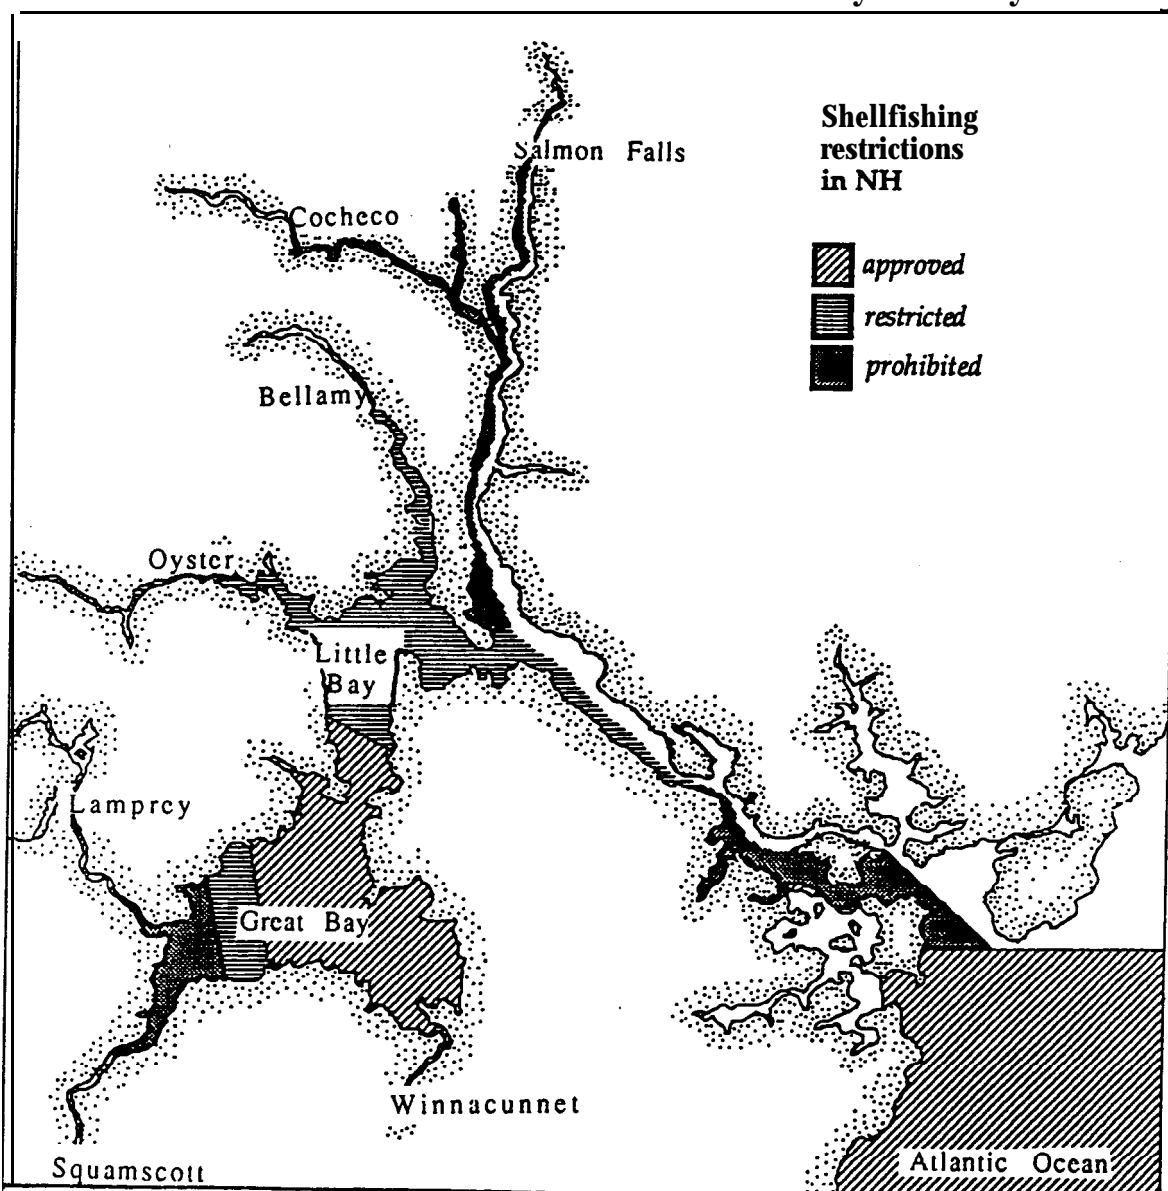 Salmon Falls
Shellfishing
restrictions
in NH
Cocheco
approved
restricted
prohibited
Bellamy
Oyster
Little
Bay
Lamprey
Great Bay
Winnacunnet
Atlantic Ocean
Squamscott